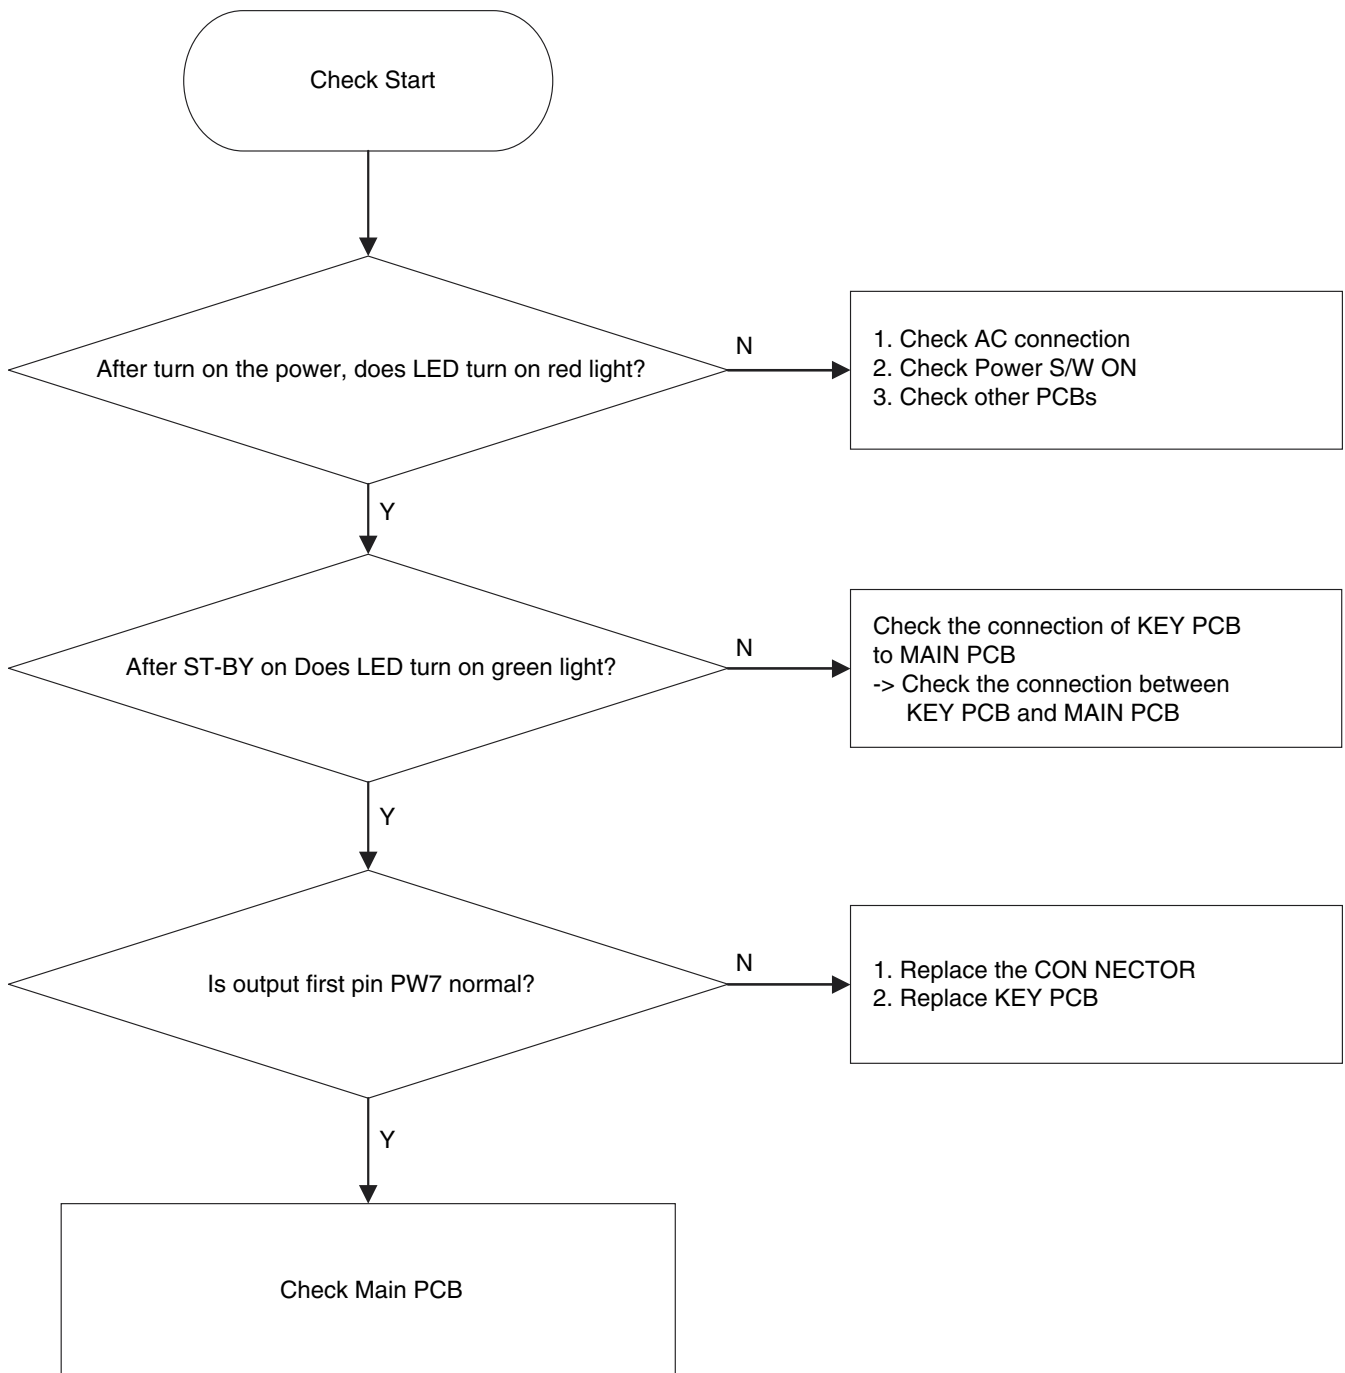 Check Start
After turn on the power, does LED turn on red light?
N
1. Check AC connection
2. Check Power S/W ON
3. Check other PCBs
Y
After ST-BY on Does LED turn on green light?
N
Check the connection of KEY PCB
to MAIN PCB
-> Check the connection between
KEY PCB and MAIN PCB
Y
Is output first pin PW7 normal?
N
1. Replace the CON NECTOR
2. Replace KEY PCB
Y
Check Main PCB